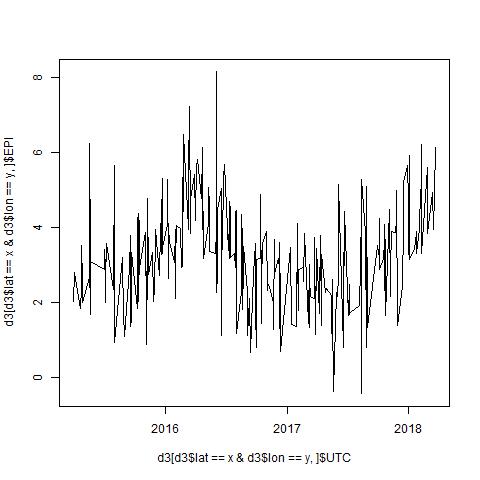 d3[d3$lat == x & d3$lon == y, ]$EPI
8
6
4
2
0
2016 2017 2018
d3[d3$lat == x & d3$lon == y, ]$UTC